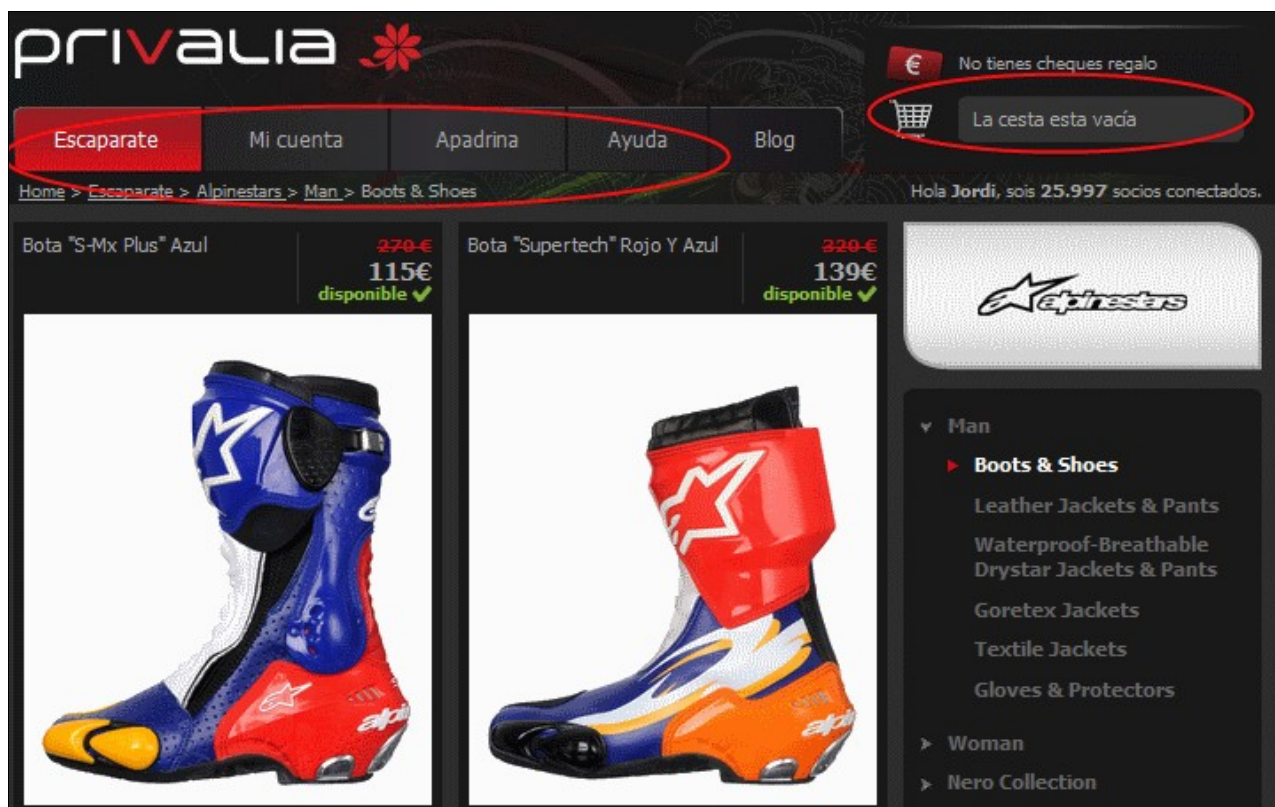 privalia
No tienes cheques regalo
La cesta esta vacía
Escaparate Mi cuenta Apadrina Ayuda Blog
Home > Escaparate > Alpinestars > Man > Boots & Shoes
Hola Jordi, sois 25.997 socios conectados.
Bota "S-Mx Plus" Azul
270 €
115€
disponible
Bota "Supertech" Rojo Y Azul
320 €
139€
disponible
alpinestars
Man
Boots & Shoes
Leather Jackets & Pants
Waterproof-Breathable
Drystar Jackets & Pants
Goretex Jackets
Textile Jackets
Gloves & Protectors
Woman
Nero Collection